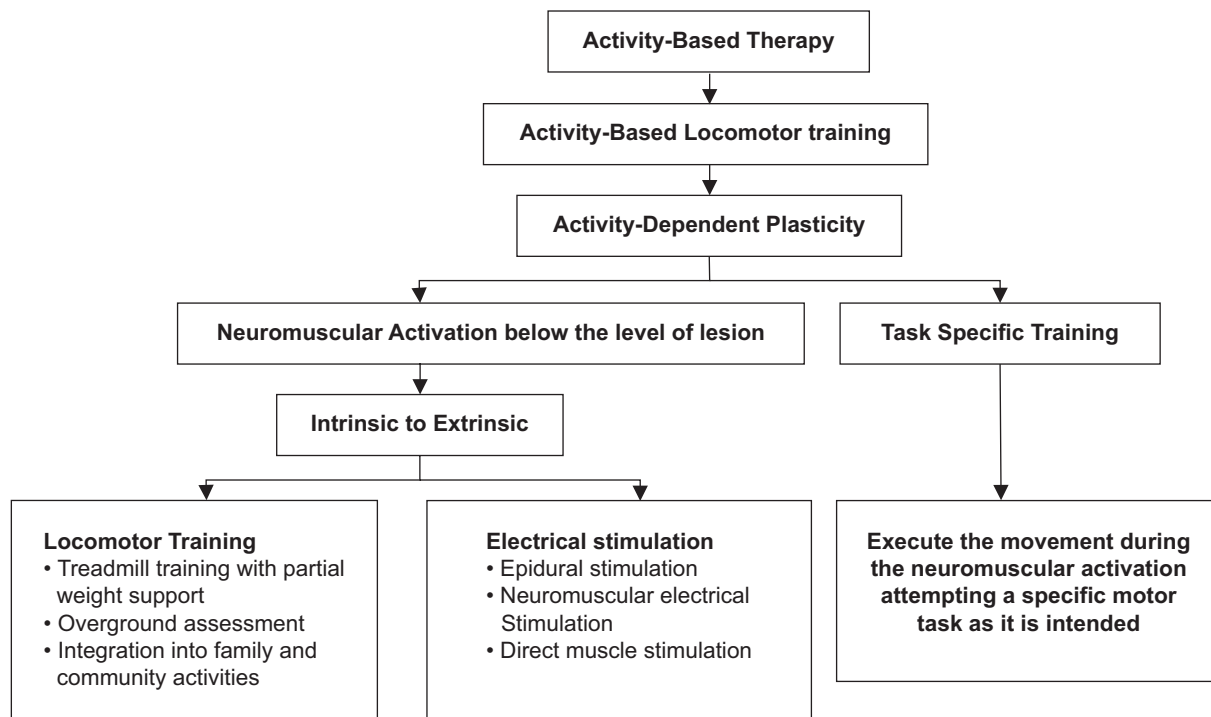 Activity-Based Therapy
Activity-Based Locomotor training
Activity-Dependent Plasticity
Neuromuscular Activation below the level of lesion
Task Specific Training
Intrinsic to Extrinsic
Locomotor Training
• Treadmill training with partial
weight support
• Overground assessment
• Integration into family and
community activities
Electrical stimulation
• Epidural stimulation
• Neuromuscular electrical
Stimulation
• Direct muscle stimulation
Execute the movement during
the neuromuscular activation
attempting a specific motor
task as it is intended